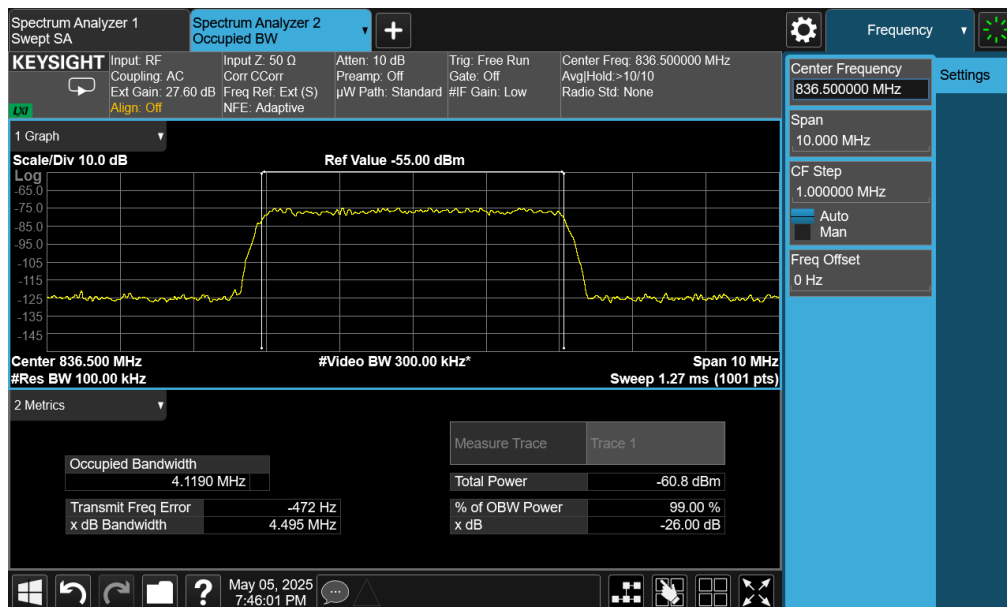 Spectrum Analyzer 1
Swept SA
Spectrum Analyzer 2
Occupied BW
Frequency
KEYSIGHT
LXI
Input: RF
Coupling: AC
Ext Gain: 27.60 dB
Align: Off
Input Z: 50 Ω
Corr CCorr
Freq Ref: Ext (S)
NFE: Adaptive
Atten: 10 dB
Preamp: Off
µW Path: Standard
Trig: Free Run
Gate: Off
#IF Gain: Low
Center Freq: 836.500000 MHz
Avg|Hold:>10/10
Radio Std: None
Center Frequency
836.500000 MHz
Settings
Span
10.000 MHz
CF Step
1.000000 MHz
Auto
Man
Freq Offset
0 Hz
1 Graph
Scale/Div 10.0 dB
Ref Value -55.00 dBm
Log
-65.0
-75.0
-85.0
-95.0
-105
-115
-125
-135
-145
Center 836.500 MHz
#Video BW 300.00 kHz*
Span 10 MHz
#Res BW 100.00 kHz
Sweep 1.27 ms (1001 pts)
2 Metrics
Measure Trace
Trace 1
Occupied Bandwidth
4.1190 MHz
Total Power
-60.8 dBm
Transmit Freq Error
-472 Hz
% of OBW Power
99.00 %
x dB Bandwidth
4.495 MHz
x dB
-26.00 dB
?
May 05, 2025
7:46:01 PM